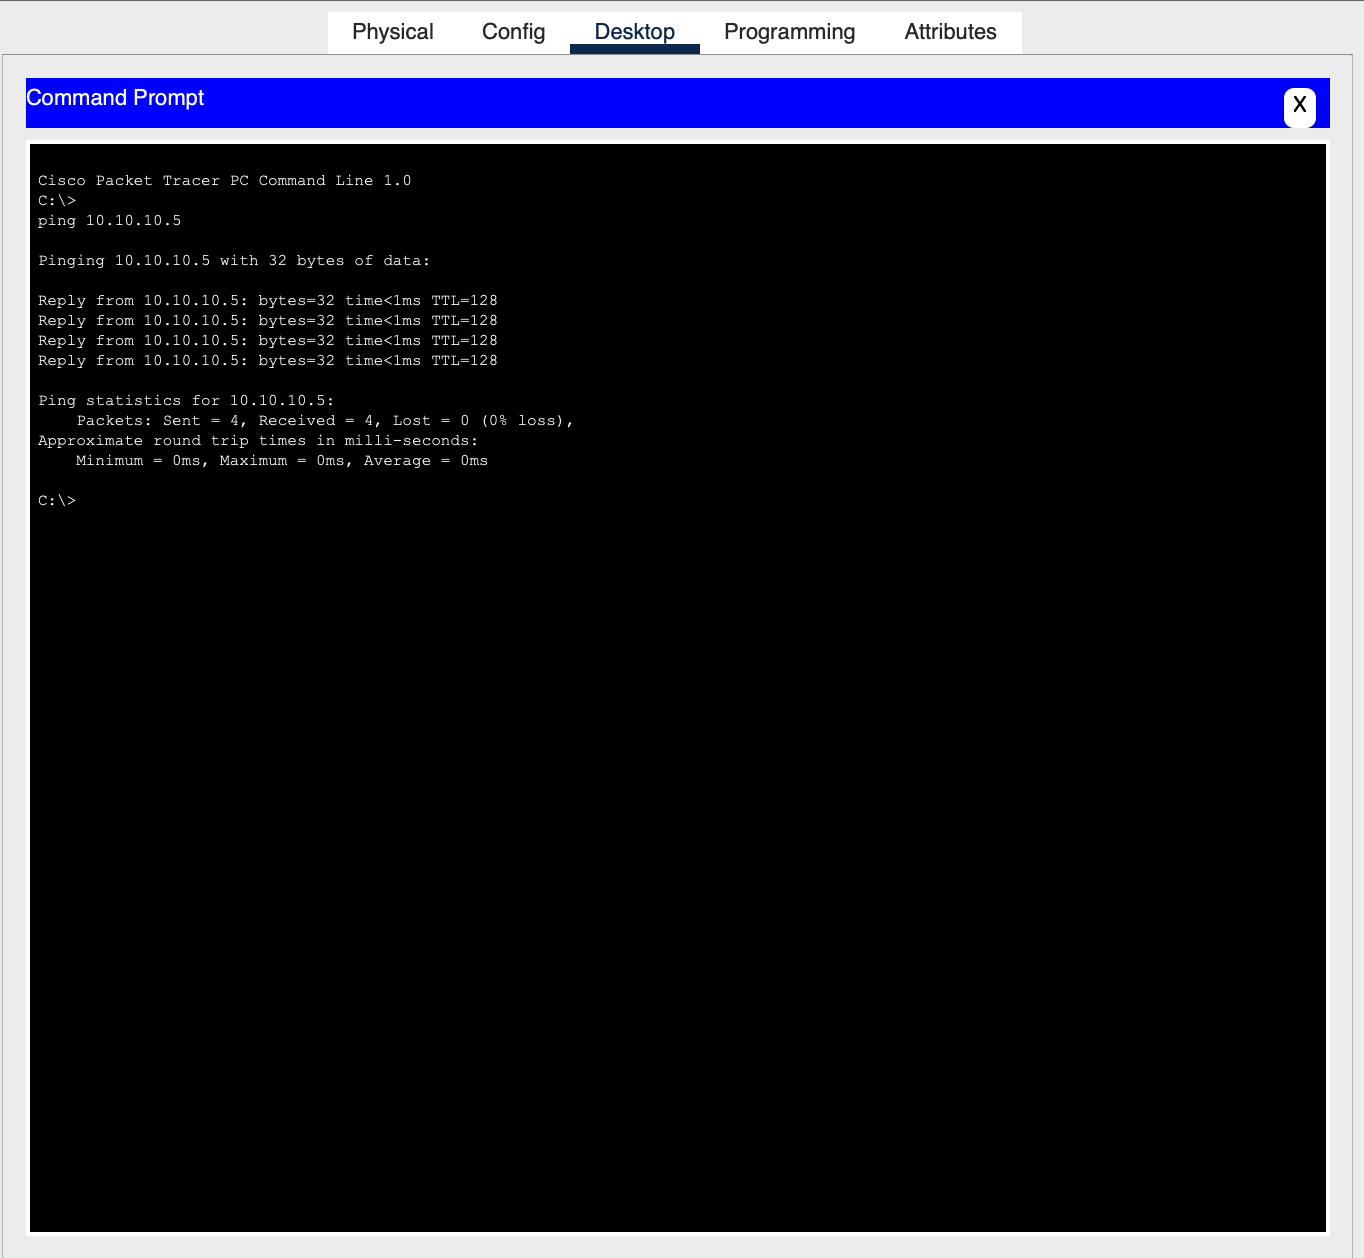 Physical Config Desktop Programming Attributes
Command Prompt
X
Cisco Packet Tracer PC Command Line 1.0
C:\>
ping 10.10.10.5
Pinging 10.10.10.5 with 32 bytes of data:
Reply from 10.10.10.5: bytes=32 time<1ms TTL=128
Reply from 10.10.10.5: bytes=32 time<1ms TTL=128
Reply from 10.10.10.5: bytes=32 time<1ms TTL=128
Reply from 10.10.10.5: bytes=32 time<1ms TTL=128
Ping statistics for 10.10.10.5:
Packets: Sent = 4, Received = 4, Lost = 0 (0% loss),
Approximate round trip times in milli-seconds:
Minimum = 0ms, Maximum = 0ms, Average = 0ms
C:\>